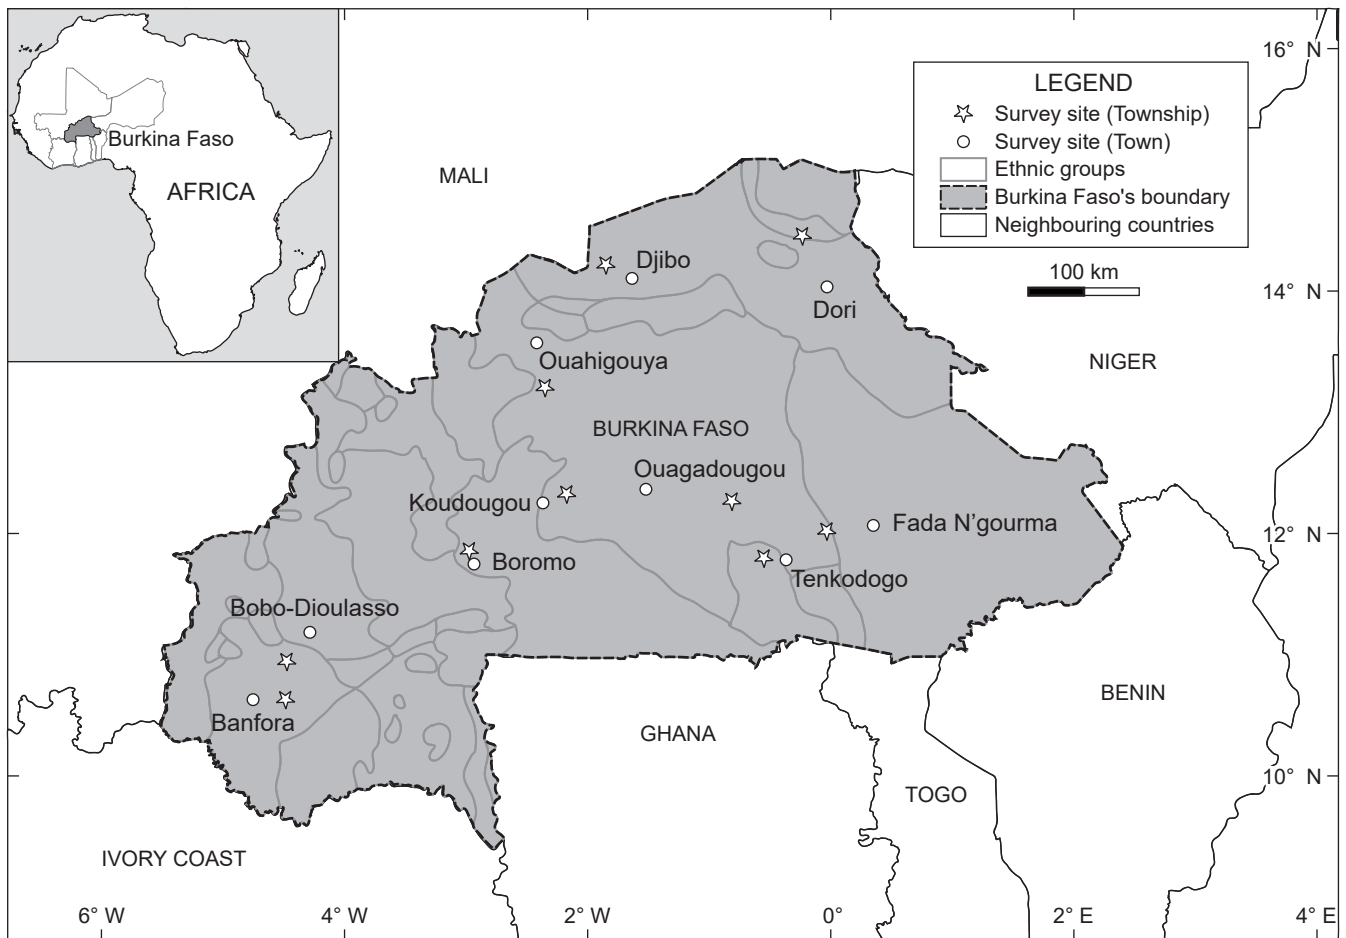 16° N
LEGEND
Survey site (Township)
Survey site (Town)
Ethnic groups
Burkina Faso's boundary
Neighbouring countries
Burkina Faso
AFRICA
MALI
100 km
14° N
Djibo
Dori
Ouahigouya
NIGER
BURKINA FASO
Ouagadougou
Koudougou
Fada N’gourma
12° N
Boromo
Tenkodogo
Bobo-Dioulasso
BENIN
Banfora
GHANA
10° N
TOGO
IVORY COAST
6° W
4° W
2° W
0°
2° E
4° E